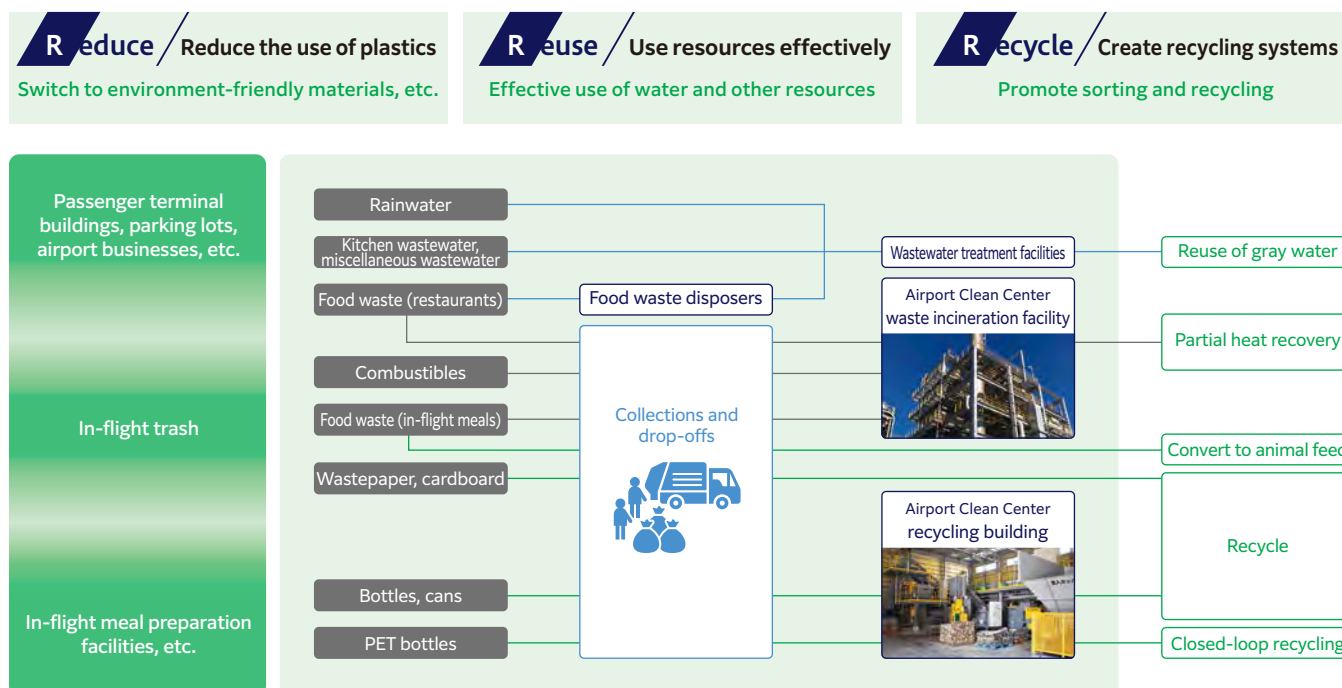 Reduce / Reduce the use of plastics
Switch to environment-friendly materials, etc.
Reuse / Use resources effectively
Effective use of water and other resources
Recycle / Create recycling systems
Promote sorting and recycling
Passenger terminal
buildings, parking lots,
airport businesses, etc.
In-flight trash
In-flight meal preparation
facilities, etc.
Rainwater
Kitchen wastewater,
miscellaneous wastewater
Food waste (restaurants)
Combustibles
Food waste (in-flight meals)
Wastepaper, cardboard
Bottles, cans
PET bottles
Food waste disposers
Collections and
drop-offs
Wastewater treatment facilities
Airport Clean Center
waste incineration facility
Airport Clean Center
recycling building
Reuse of gray water
Partial heat recovery
Convert to animal feed
Recycle
Closed-loop recycling